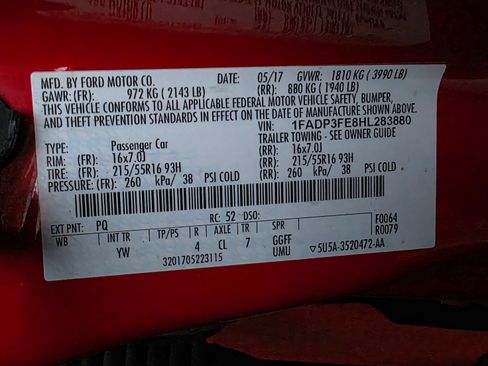 MFD. BY FORD MOTOR CO. DATE: 05/17 GVWR: 1810 KG ( 3990 LB)
GAWR: (FR): 972 KG ( 2143 LB) (RR): 880 KG ( 1940 LB)
THIS VEHICLE CONFORMS TO ALL APPLICABLE FEDERAL MOTOR VEHICLE SAFETY, BUMPER,
AND THEFT PREVENTION STANDARDS IN EFFECT ON THE DATE OF MANUFACTURE SHOWN ABOVE.
VIN: 1FADP3FE8HL283880
TYPE: Passenger Car TRAILER TOWING - SEE OWNER GUIDE
RIM: (FR): 16x7.0J (RR): 16x7.0J
TIRE: (FR): 215/55R16 93H (RR): 215/55R16 93H
PRESSURE: (FR): 260 kPa/ 38 PSI COLD (RR): 260 kPa/ 38 PSI COLD
EXT PNT: PQ RC: 52 DSO: F0064
WB INT TR TP/PS R AXLE TR SPR R0079
YW 4 CL 7 GGFF
UMU
3201705223115 ▽5U5A-3520472-AA